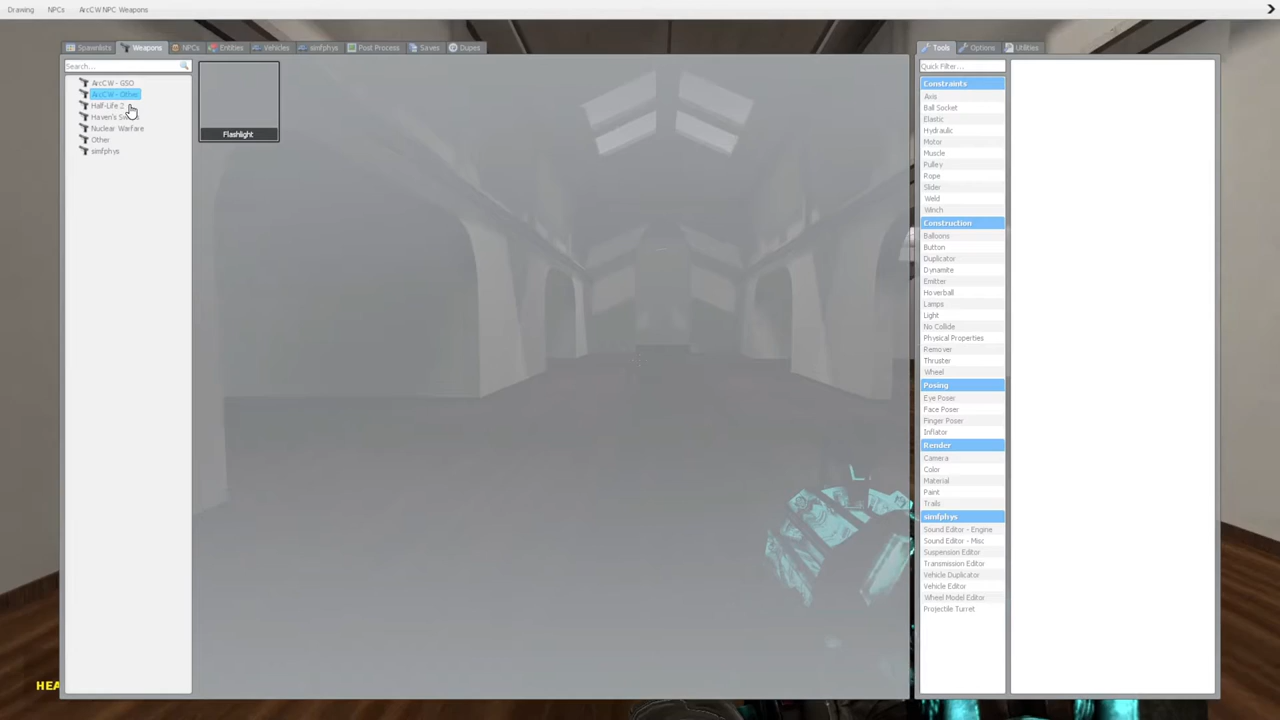 Drawing NPCs ArcCW NPC Weapons
Spawnlists Weapons NPCs Entities Vehicles simfphys Post Process Saves Dupes
Search...
ArcCW - GSO
ArcCW - Other
Half-Life 2
Haven's
Nuclear Warfare
Other
simfphys
Flashlight
Tools Options Utilities
Quick Filter...
Constraints
Axis
Ball Socket
Elastic
Hydraulic
Motor
Muscle
Pulley
Rope
Slider
Weld
Winch
Construction
Balloons
Button
Duplicator
Dynamite
Emitter
Hoverball
Lamps
Light
No Collide
Physical Properties
Remover
Thruster
Wheel
Posing
Eye Poser
Face Poser
Finger Poser
Inflator
Render
Camera
Color
Material
Paint
Trails
simfphys
Sound Editor - Engine
Sound Editor - Misc
Suspension Editor
Transmission Editor
Vehicle Duplicator
Vehicle Editor
Wheel Model Editor
Projectile Turret
HEA